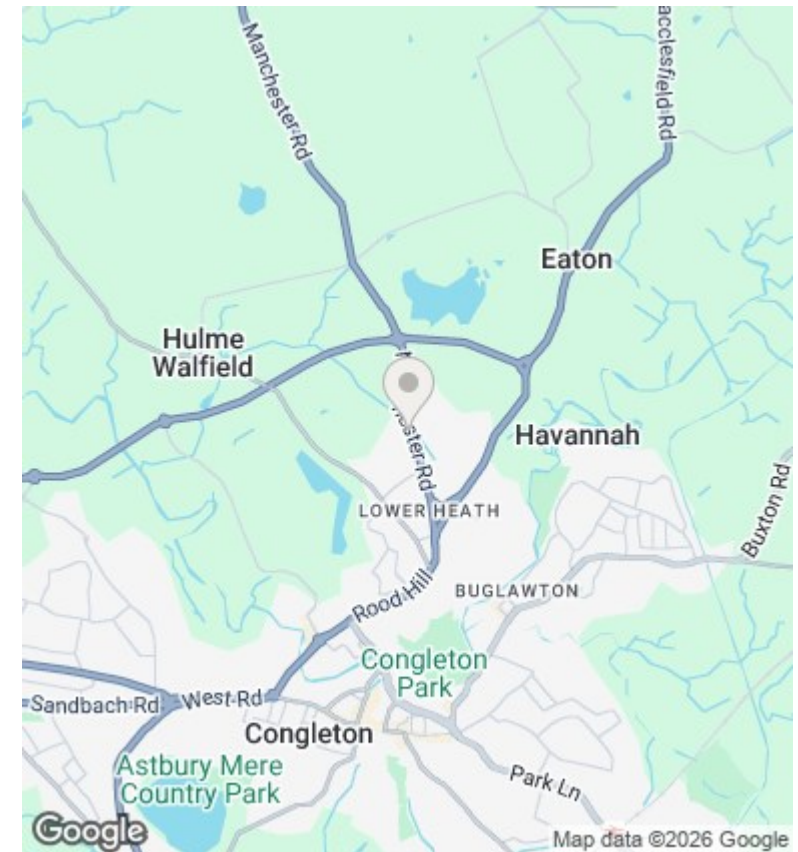 Manchester Rd
acclesfield Rd
Eaton
Hulme
Walfield
Havannah
hester Rd
LOWER HEATH
Buxton Rd
Rood Hill
BUGLAWTON
Congleton
Park
Sandbach Rd
West Rd
Congleton
Astbury Mere
Country Park
Park Ln
Google
Map data ©2026 Google